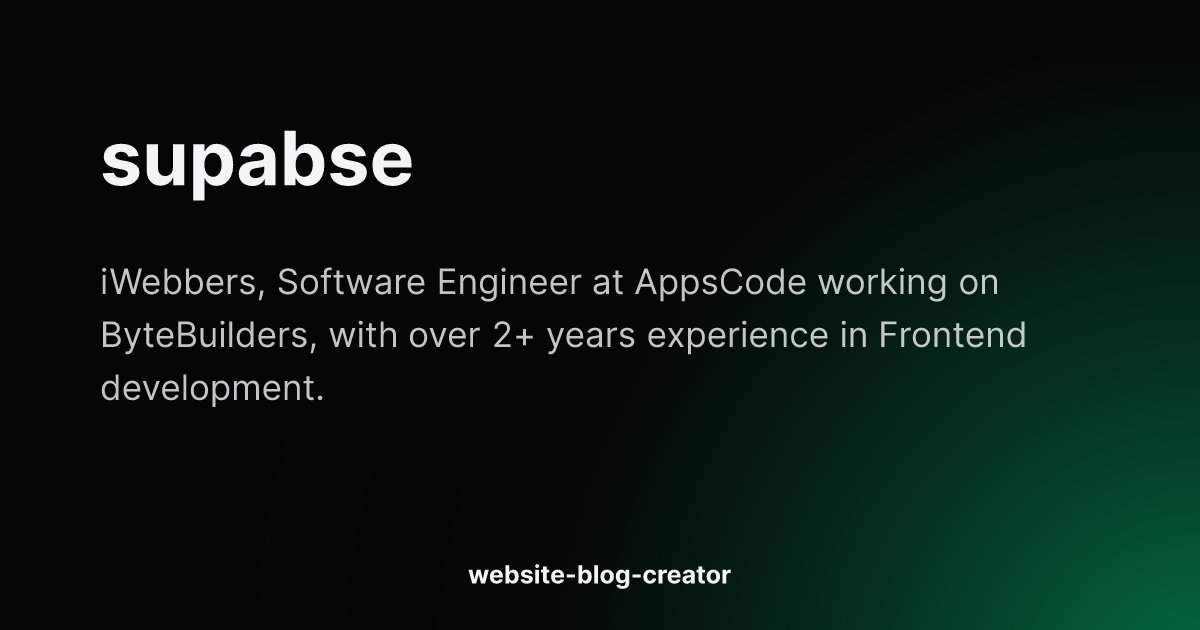 supabse
iWebbers, Software Engineer at AppsCode working on
ByteBuilders, with over 2+ years experience in Frontend
development.
website-blog-creator